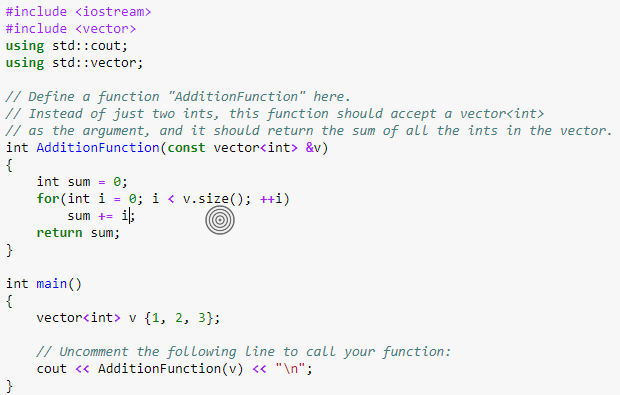 #include <iostream>
#include <vector>
using std::cout;
using std::vector;

// Define a function "AdditionFunction" here.
// Instead of just two ints, this function should accept a vector<int>
// as the argument, and it should return the sum of all the ints in the vector.
int AdditionFunction(const vector<int> &v)
{
    int sum = 0;
    for(int i = 0; i < v.size(); ++i)
        sum += i;
    return sum;
}

int main()
{
    vector<int> v {1, 2, 3};

    // Uncomment the following line to call your function:
    cout << AdditionFunction(v) << "\n";
}